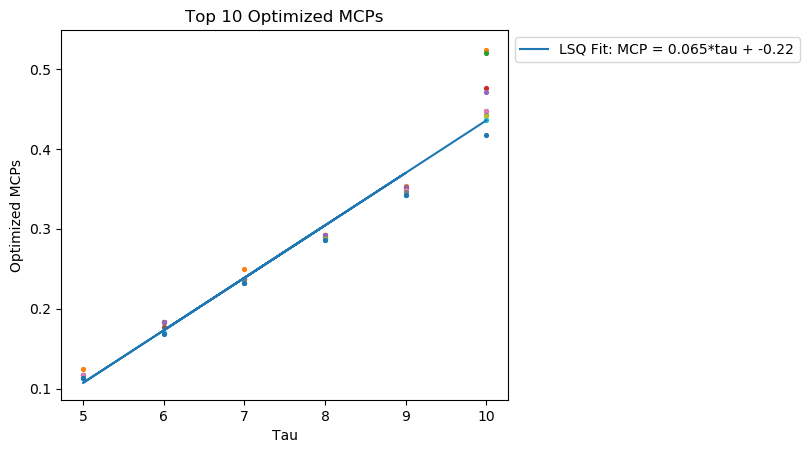 Top 10 Optimized MCPs
LSQ Fit: MCP = 0.065*tau + -0.22
Optimized MCPs
0.5
0.4
0.3
0.2
0.1
5 6 7 8 9 10
Tau